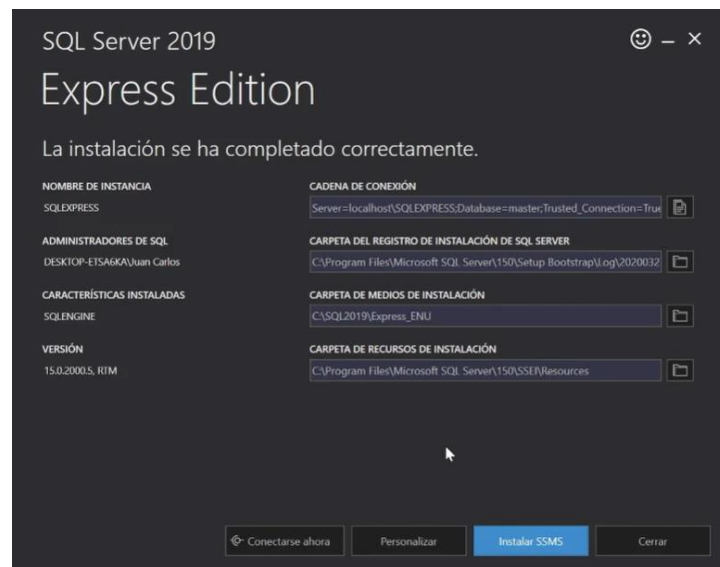 SQL Server 2019
Express Edition
La instalación se ha completado correctamente.
NOMBRE DE INSTANCIA
SQLEXPRESS
CADENA DE CONEXIÓN
Server=localhost\SQLEXPRESS;Database=master;Trusted_Connection=True
ADMINISTRADORES DE SQL
DESKTOP-ETSA6KA\Juan Carlos
CARPETA DEL REGISTRO DE INSTALACIÓN DE SQL SERVER
C:\Program Files\Microsoft SQL Server\150\Setup Bootstrap\Log\2020032
CARACTERÍSTICAS INSTALADAS
SQLENGINE
CARPETA DE MEDIOS DE INSTALACIÓN
C:\SQL2019\Express_ENU
VERSIÓN
15.0.2000.5, RTM
CARPETA DE RECURSOS DE INSTALACIÓN
C:\Program Files\Microsoft SQL Server\150\SSEI\Resources
Conectarse ahora
Personalizar
Instalar SSMS
Cerrar